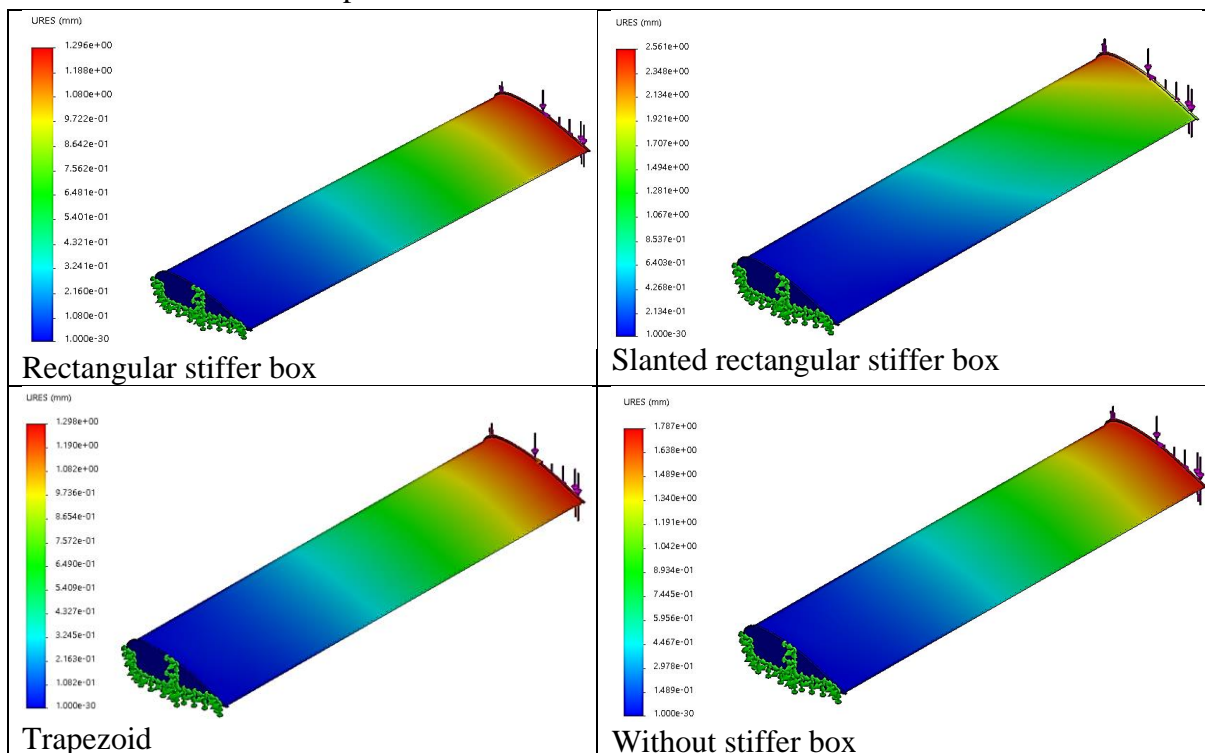 URES (mm)
1.296e+00
1.188e+00
1.080e+00
9.722e-01
8.642e-01
7.562e-01
6.481e-01
5.401e-01
4.321e-01
3.241e-01
2.160e-01
1.080e-01
1.000e-30
Rectangular stiffer box
URES (mm)
2.561e+00
2.348e+00
2.134e+00
1.921e+00
1.707e+00
1.494e+00
1.281e+00
1.067e+00
8.537e-01
6.403e-01
4.268e-01
2.134e-01
1.000e-30
Slanted rectangular stiffer box
URES (mm)
1.298e+00
1.190e+00
1.082e+00
9.736e-01
8.654e-01
7.572e-01
6.490e-01
5.409e-01
4.327e-01
3.245e-01
2.163e-01
1.082e-01
1.000e-30
Trapezoid
URES (mm)
1.787e+00
1.638e+00
1.489e+00
1.340e+00
1.191e+00
1.042e+00
8.934e-01
7.445e-01
5.956e-01
4.467e-01
2.978e-01
1.489e-01
1.000e-30
Without stiffer box